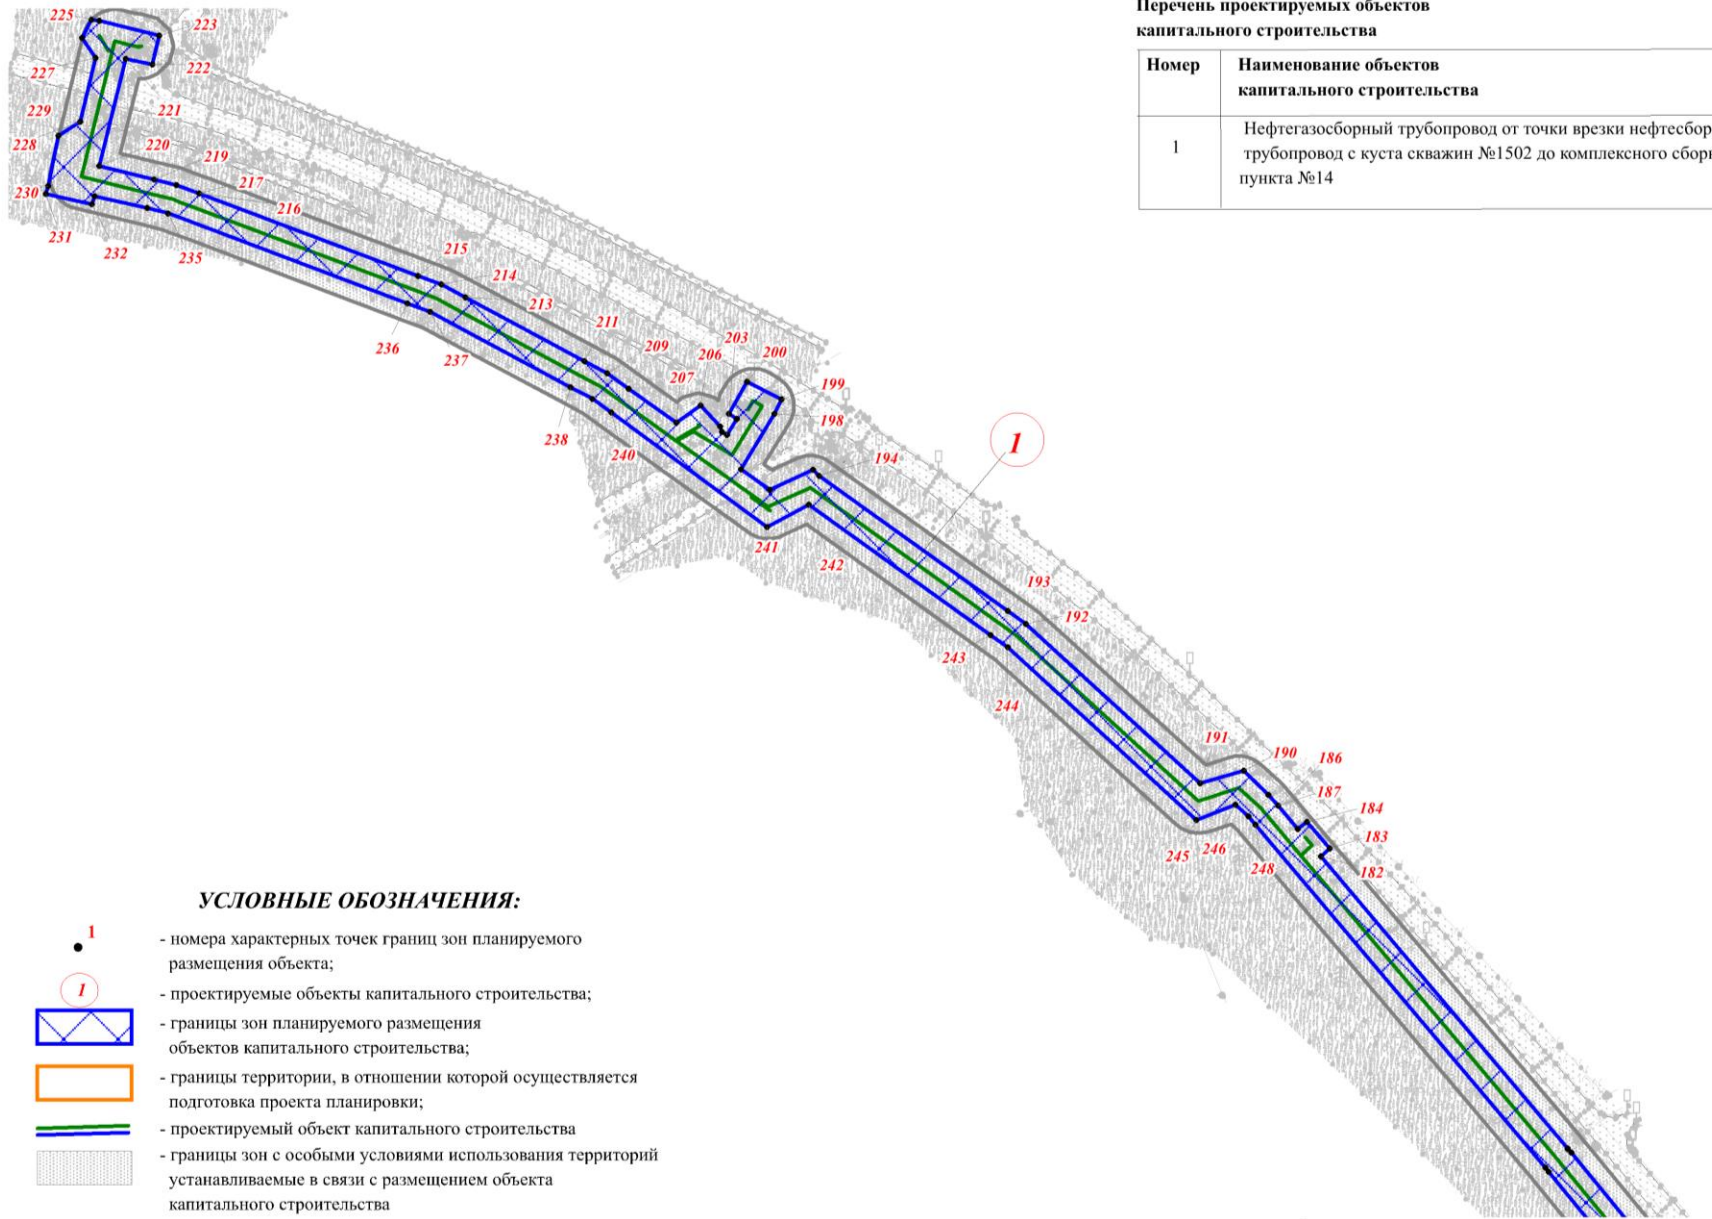 Перечень проектируемых объектов
капитального строительства
Номер
Наименование объектов
капитального строительства
1
Нефтегазосборный трубопровод от точки врезки
трубопровод с куста скважин №1502 до комплексного
пункта №14
225
223
222
227
221
229
220
219
228
217
230
216
231
232
235
215
214
213
211
236
237
209
206
203
200
207
199
198
238
240
194
1
241
242
193
192
243
244
191
190
186
187
184
183
182
245
246
248
УСЛОВНЫЕ ОБОЗНАЧЕНИЯ:
1
- номера характерных точек границ зон планируемого
размещения объекта;
1
- проектируемые объекты капитального строительства;
- границы зон планируемого размещения
объектов капитального строительства;
- границы территории, в отношении которой осуществляется
подготовка проекта планировки;
- проектируемый объект капитального строительства
- границы зон с особыми условиями использования территорий
устанавливаемые в связи с размещением объекта
капитального строительства